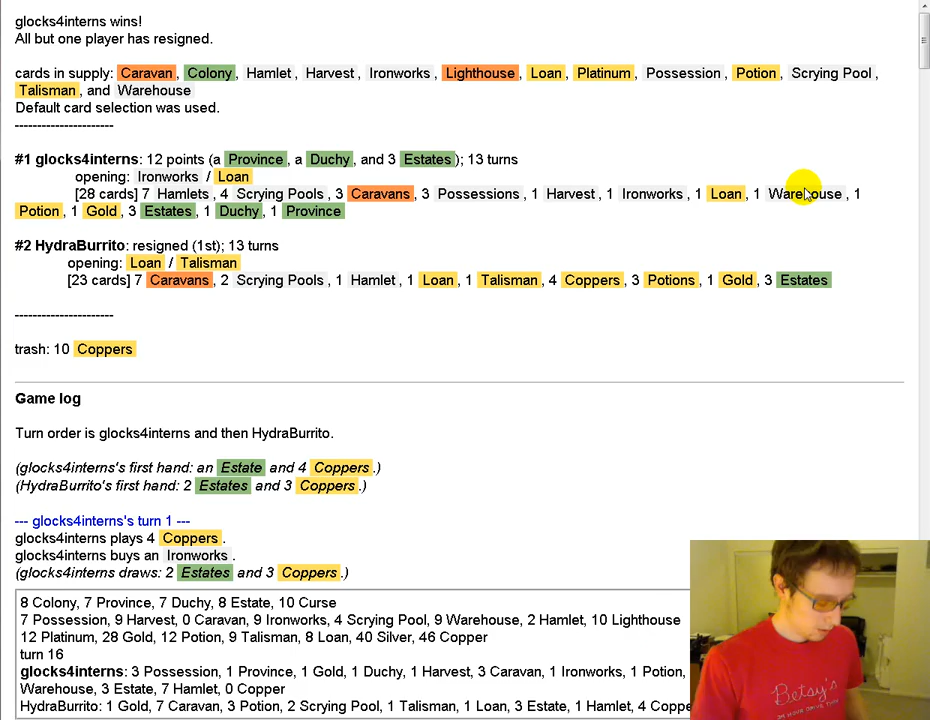 glocks4interns wins!
All but one player has resigned.
cards in supply: Caravan, Colony, Hamlet, Harvest, Ironworks, Lighthouse, Loan, Platinum, Possession, Potion, Scrying Pool,
Talisman, and Warehouse
Default card selection was used.
----------------------
#1 glocks4interns: 12 points (a Province, a Duchy, and 3 Estates); 13 turns
opening: Ironworks / Loan
[28 cards] 7 Hamlets, 4 Scrying Pools, 3 Caravans, 3 Possessions, 1 Harvest, 1 Ironworks, 1 Loan, 1 Warehouse, 1
Potion, 1 Gold, 3 Estates, 1 Duchy, 1 Province
#2 HydraBurrito: resigned (1st); 13 turns
opening: Loan / Talisman
[23 cards] 7 Caravans, 2 Scrying Pools, 1 Hamlet, 1 Loan, 1 Talisman, 4 Coppers, 3 Potions, 1 Gold, 3 Estates
----------------------
trash: 10 Coppers
Game log
Turn order is glocks4interns and then HydraBurrito.
(glocks4interns's first hand: an Estate and 4 Coppers.)
(HydraBurrito's first hand: 2 Estates and 3 Coppers.)
--- glocks4interns's turn 1 ---
glocks4interns plays 4 Coppers.
glocks4interns buys an Ironworks.
(glocks4interns draws: 2 Estates and 3 Coppers.)
8 Colony, 7 Province, 7 Duchy, 8 Estate, 10 Curse
7 Possession, 9 Harvest, 0 Caravan, 9 Ironworks, 4 Scrying Pool, 9 Warehouse, 2 Hamlet, 10 Lighthouse
12 Platinum, 28 Gold, 12 Potion, 9 Talisman, 8 Loan, 40 Silver, 46 Copper
turn 16
glocks4interns: 3 Possession, 1 Province, 1 Gold, 1 Duchy, 1 Harvest, 3 Caravan, 1 Ironworks, 1 Potion,
Warehouse, 3 Estate, 7 Hamlet, 0 Copper
HydraBurrito: 1 Gold, 7 Caravan, 3 Potion, 2 Scrying Pool, 1 Talisman, 1 Loan, 3 Estate, 1 Hamlet, 4 Coppe
Betsy's